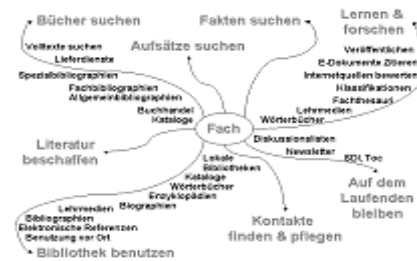 Bücher suchen
Fakten suchen
Lernen &
forschen
Aufsätze suchen
Volltexte suchen
Lieferdienste
Spezialbibliographien
Fachbibliographien
Allgemeinbibliographien
Buchhandel
Kataloge
Veröffentlichen
E-Dokumente Zitieren
Internetquellen bewerten
Klassifikationen
Fachthesauri
Lehrmedien
Wörterbücher
Fach
Literatur
beschaffen
Diskussionslisten
Newsletter
SDI, Toc
Auf dem
Laufenden
bleiben
Lokale
Bibliotheken
Kataloge
Wörterbücher
Enzyklopädien
Biographien
Lehrmedien
Bibliographien
Elektronische Referenzen
Benutzung vor Ort
Kontakte
finden & pflegen
Bibliothek benutzen